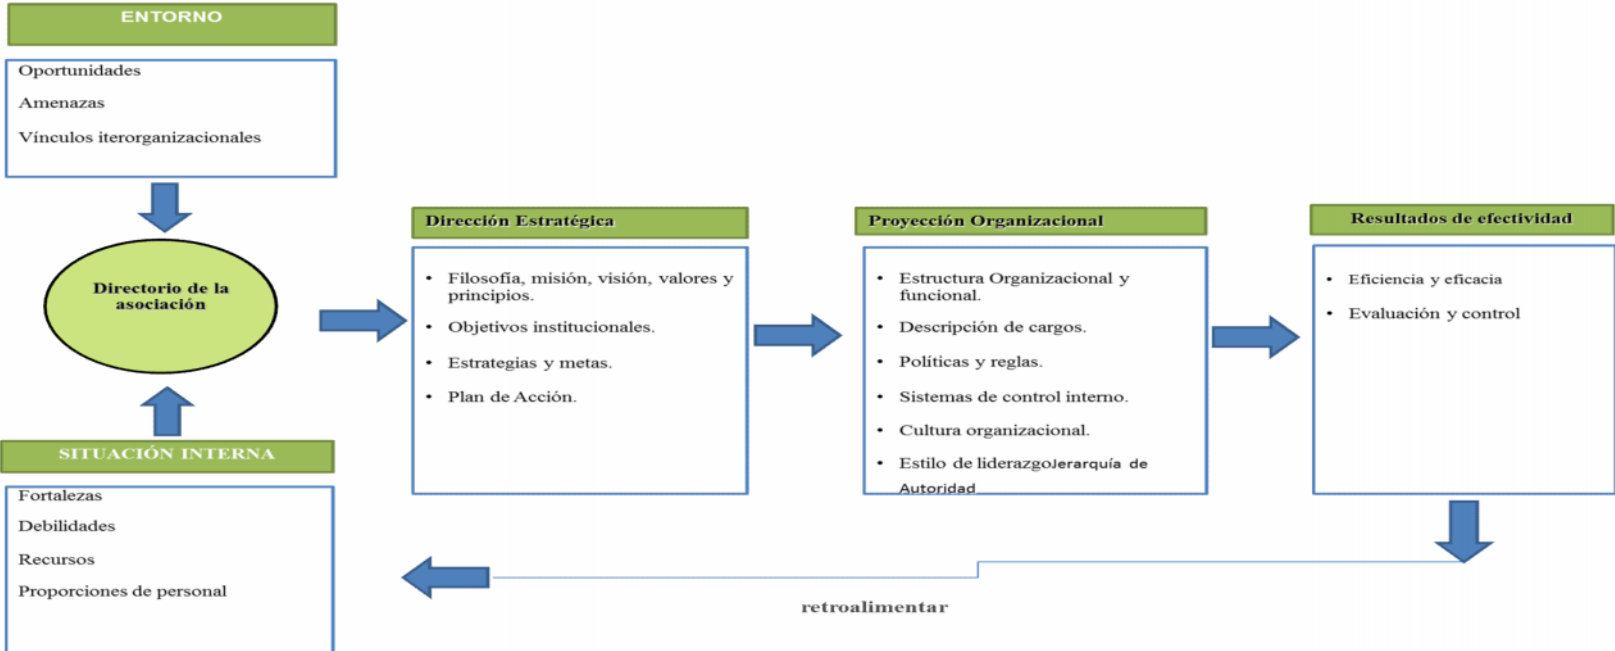 ENTORNO
Oportunidades
Amenazas
Vínculos iterorganizacionales
Directorio de la
asociación
SITUACIÓN INTERNA
Fortalezas
Debilidades
Recursos
Proporciones de personal
Dirección Estratégica
• Filosofía, misión, visión, valores y
principios.
• Objetivos institucionales.
• Estrategias y metas.
• Plan de Acción.
Proyección Organizacional
• Estructura Organizacional y
funcional.
• Descripción de cargos.
• Políticas y reglas.
• Sistemas de control interno.
• Cultura organizacional.
• Estilo de liderazgoJerarquía de
Autoridad
Resultados de efectividad
• Eficiencia y eficacia
• Evaluación y control
retroalimentar